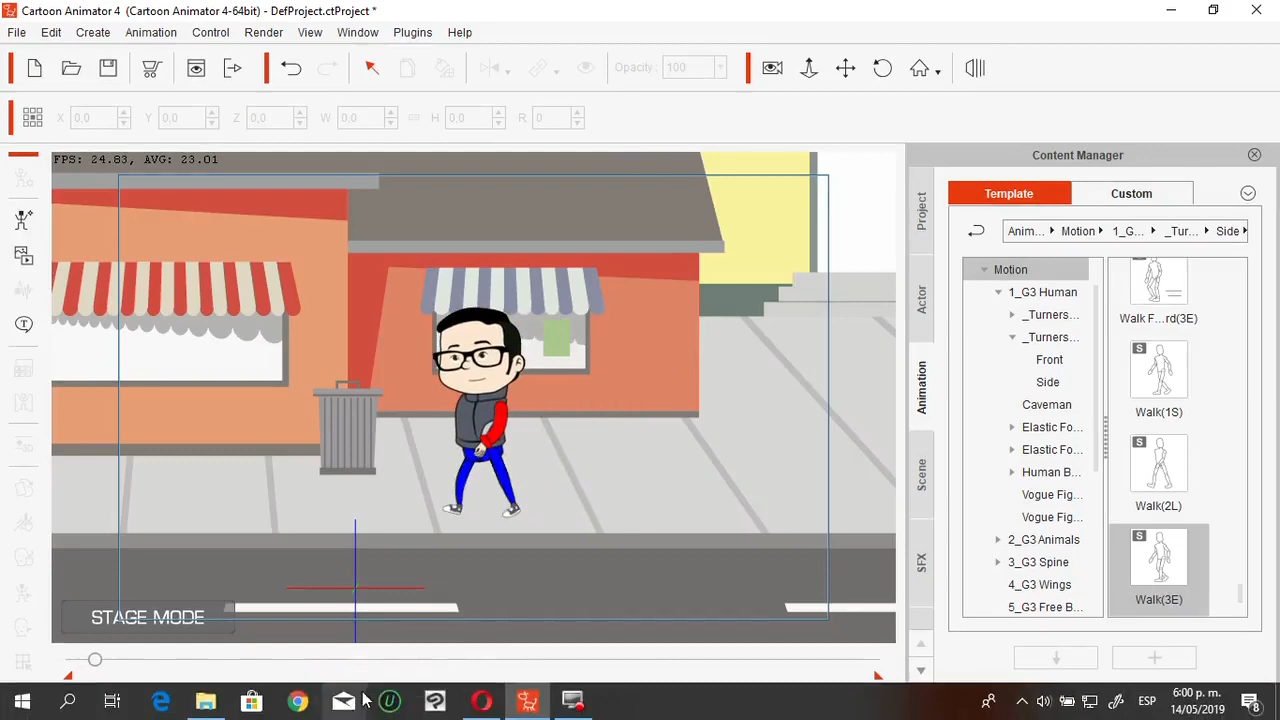 Cartoon Animator 4 (Cartoon Animator 4-64bit) - DefProject.ctProject *
File Edit Create Animation Control Render View Window Plugins Help
Opacity : 100
X 0,0 Y 0,0 Z 0,0 W 0,0 H 0,0 R 0
FPS: 24.83, AVG: 23.01
STAGE MODE
Content Manager
Template Custom
Anim... Motion 1_G... _Tur... Side
Project
Actor
Animation
Scene
SFX
Motion
1_G3 Human
_Turners...
_Turners...
Front
Side
Caveman
Elastic Fo...
Elastic Fo...
Human B...
Vogue Fig...
Vogue Fig...
2_G3 Animals
3_G3 Spine
4_G3 Wings
5_G3 Free B...
Walk F...rd(3E)
S
Walk(1S)
S
Walk(2L)
S
Walk(3E)
ESP
6:00 p. m.
14/05/2019
8